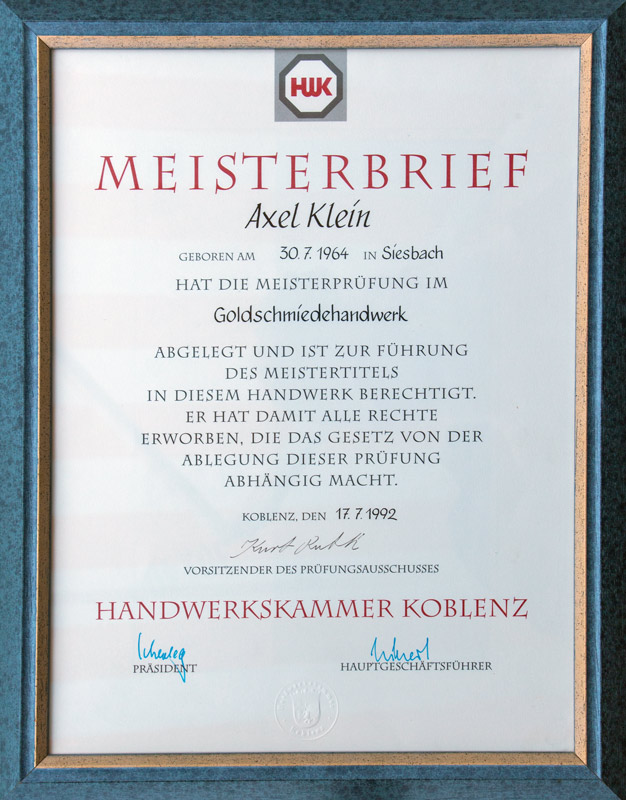 HWK
MEISTERBRIEF
Axel Klein
GEBOREN AM 30.7.1964 IN Siesbach
HAT DIE MEISTERPRÜFUNG IM
Goldschmiedehandwerk
ABGELEGT UND IST ZUR FÜHRUNG
DES MEISTERTITELS
IN DIESEM HANDWERK BERECHTIGT.
ER HAT DAMIT ALLE RECHTE
ERWORBEN, DIE DAS GESETZ VON DER
ABLEGUNG DIESER PRÜFUNG
ABHÄNGIG MACHT.
KOBLENZ, DEN 17.7.1992
Kurt
VORSITZENDER DES PRÜFUNGSAUSSCHUSSES
HANDWERKSKAMMER KOBLENZ
PRÄSIDENT HAUPTGESCHÄFTSFÜHRER